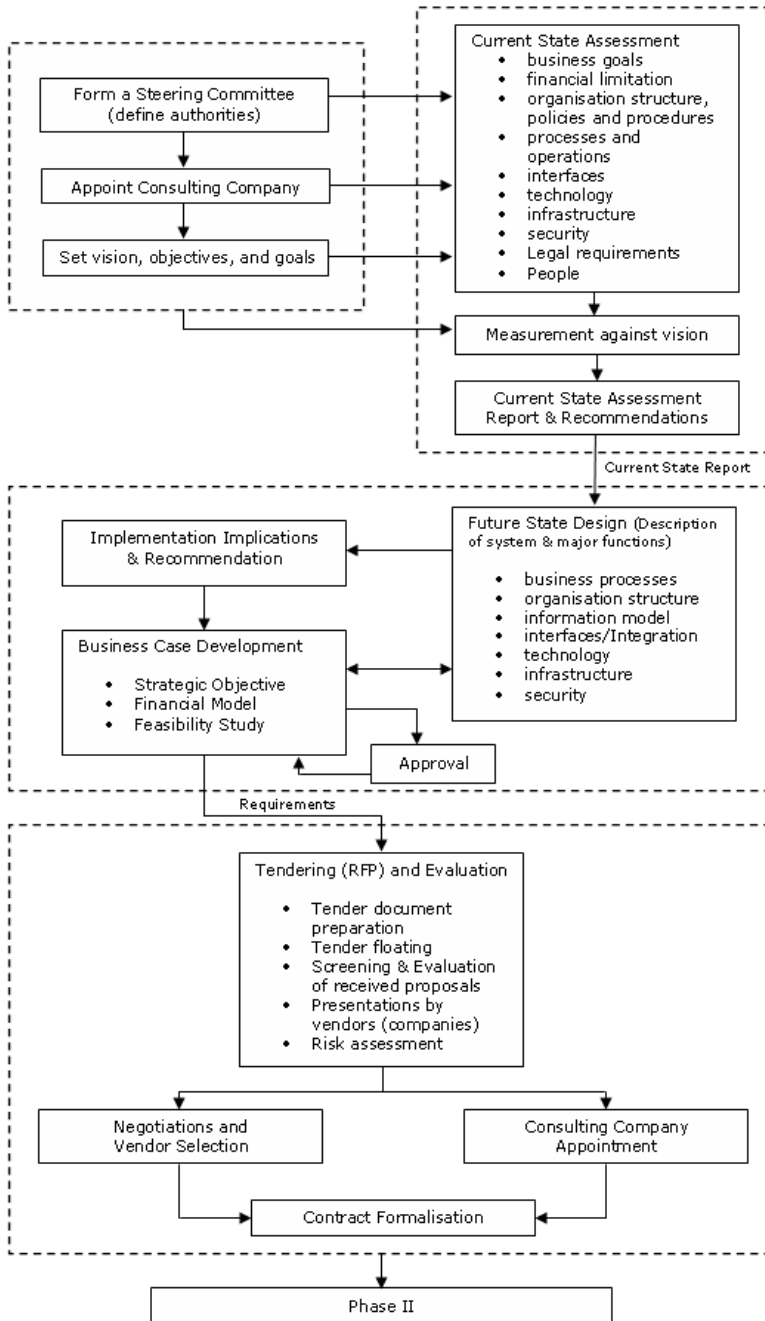 Form a Steering Committee
(define authorities)
Appoint Consulting Company
Set vision, objectives, and goals
Current State Assessment
• business goals
• financial limitation
• organisation structure,
policies and procedures
• processes and
operations
• interfaces
• technology
• infrastructure
• security
• Legal requirements
• People
Measurement against vision
Current State Assessment
Report & Recommendations
Current State Report
Implementation Implications
& Recommendation
Future State Design (Description
of system & major functions)
• business processes
• organisation structure
• information model
• interfaces/Integration
• technology
• infrastructure
• security
Business Case Development
• Strategic Objective
• Financial Model
• Feasibility Study
Approval
Requirements
Tendering (RFP) and Evaluation
• Tender document
preparation
• Tender floating
• Screening & Evaluation
of received proposals
• Presentations by
vendors (companies)
• Risk assessment
Negotiations and
Vendor Selection
Consulting Company
Appointment
Contract Formalisation
Phase II